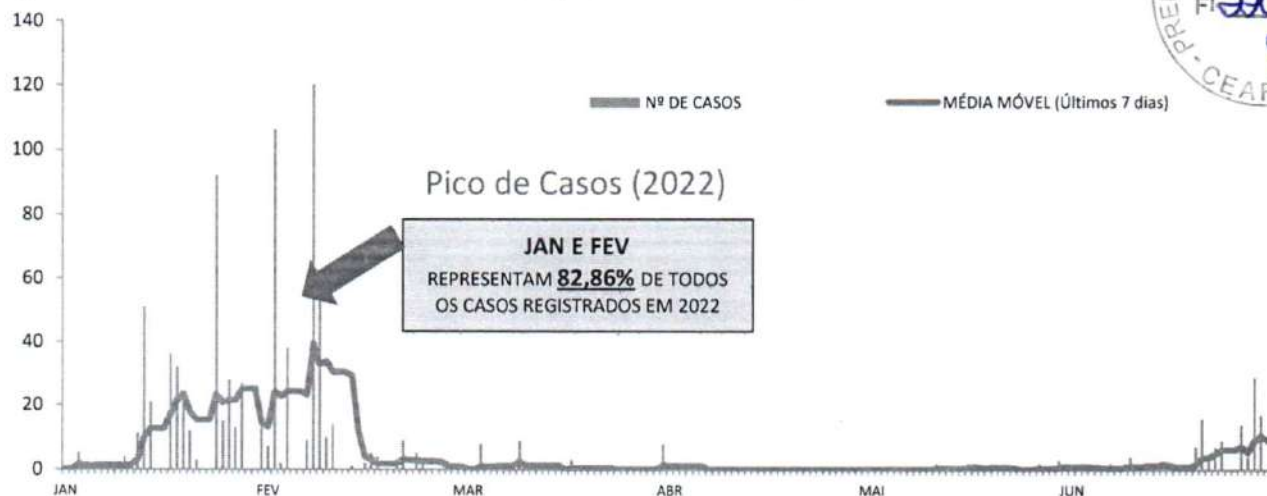 140
120
100
80
60
40
20
0
Nº DE CASOS
MÉDIA MÓVEL (Últimos 7 dias)
Pico de Casos (2022)
JAN E FEV
REPRESENTAM 82,86% DE TODOS
OS CASOS REGISTRADOS EM 2022
JAN
FEV
MAR
ABR
MAI
JUN